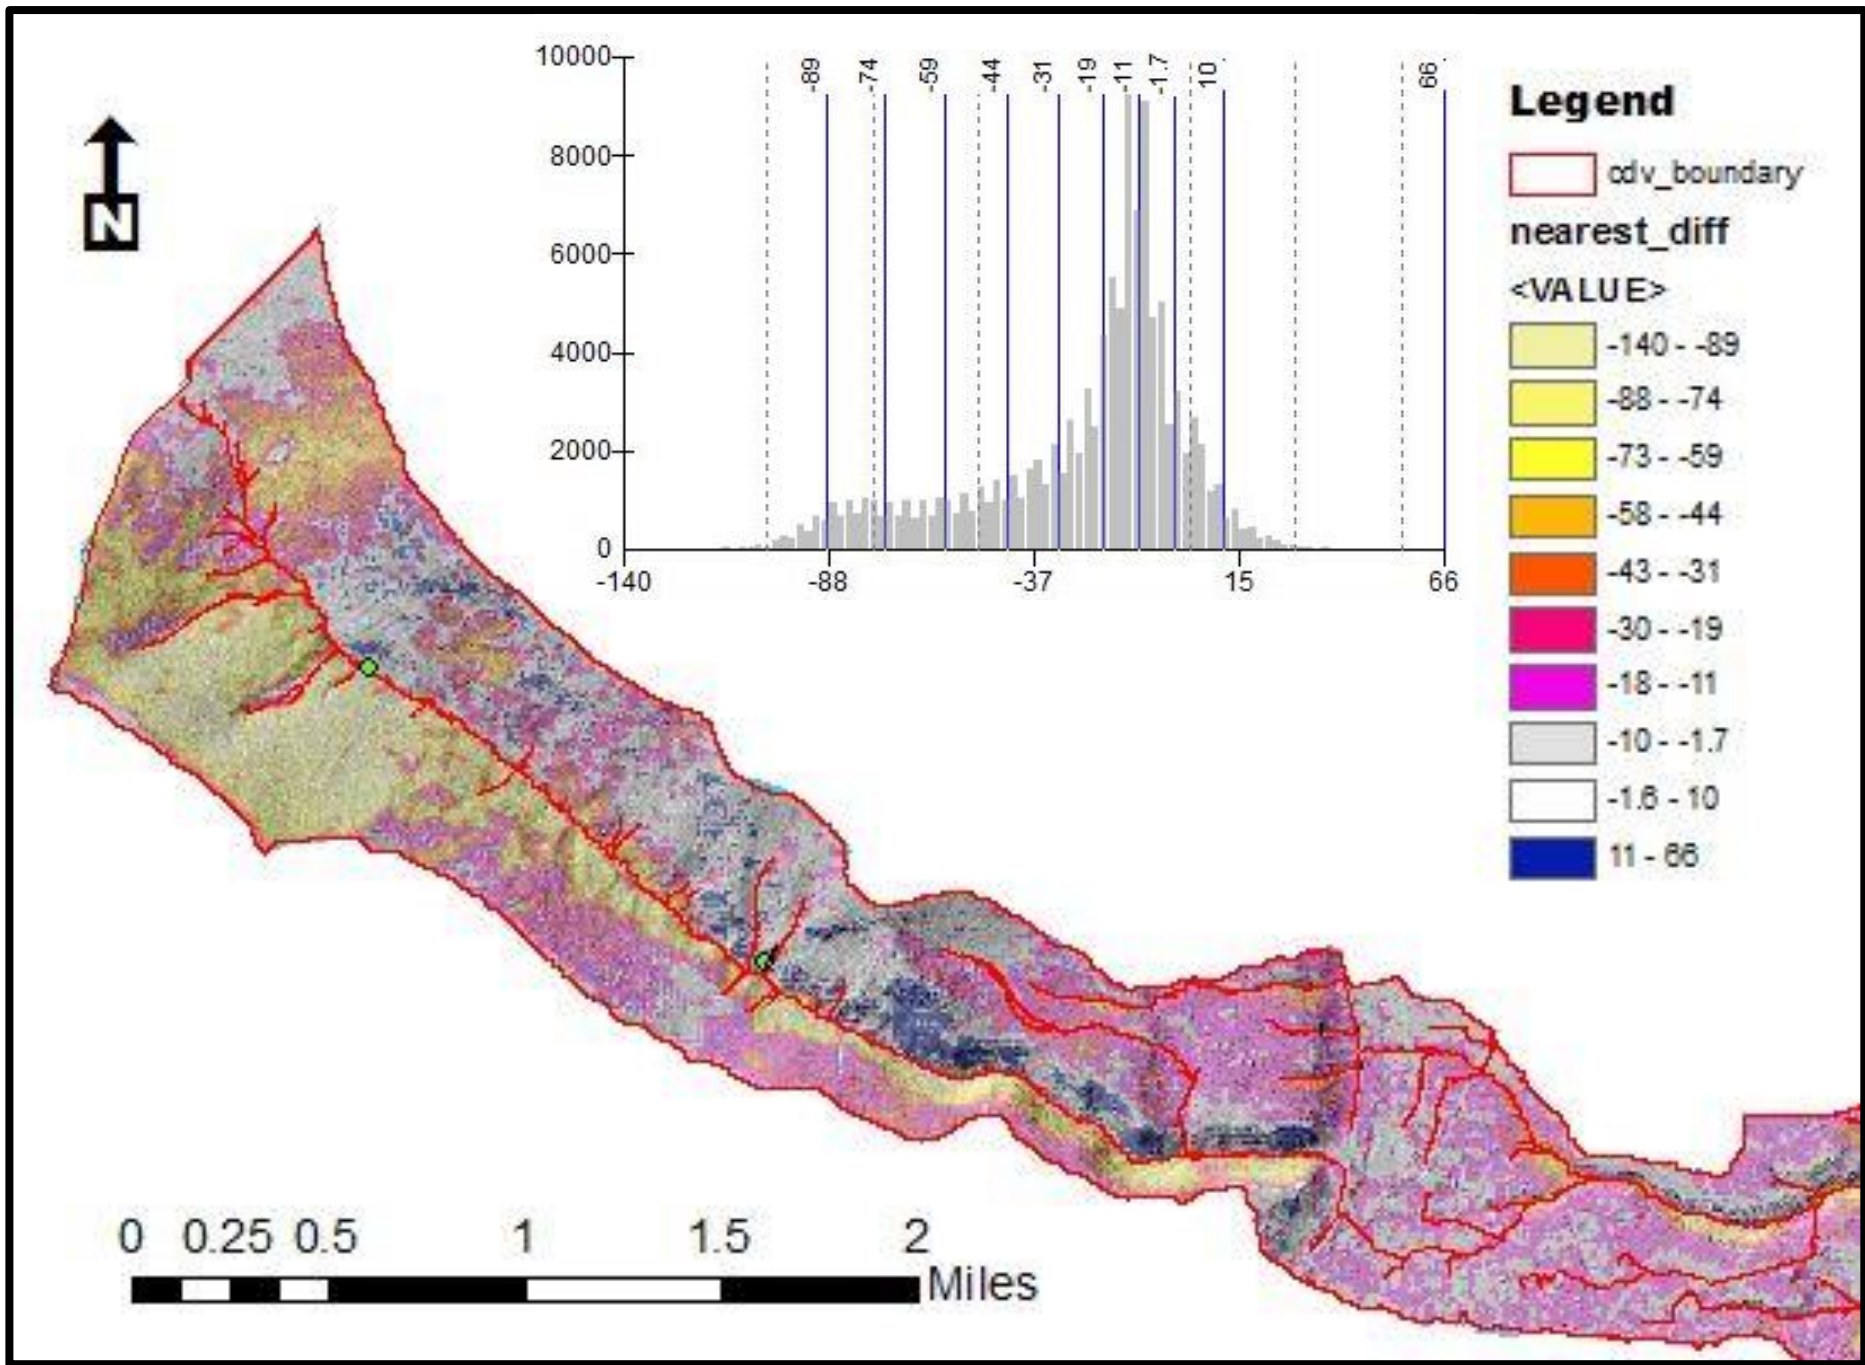 10000
8000
6000
4000
2000
0
-89
-74
-59
-44
-31
-19
-11
-1.7
10
66
-140
-88
-37
15
66
N
Legend
cdv_boundary
nearest_diff
<VALUE>
-140 - -89
-88 - -74
-73 - -59
-58 - -44
-43 - -31
-30 - -19
-18 - -11
-10 - -1.7
-1.6 - 10
11 - 66
0 0.25 0.5 1 1.5 2
Miles